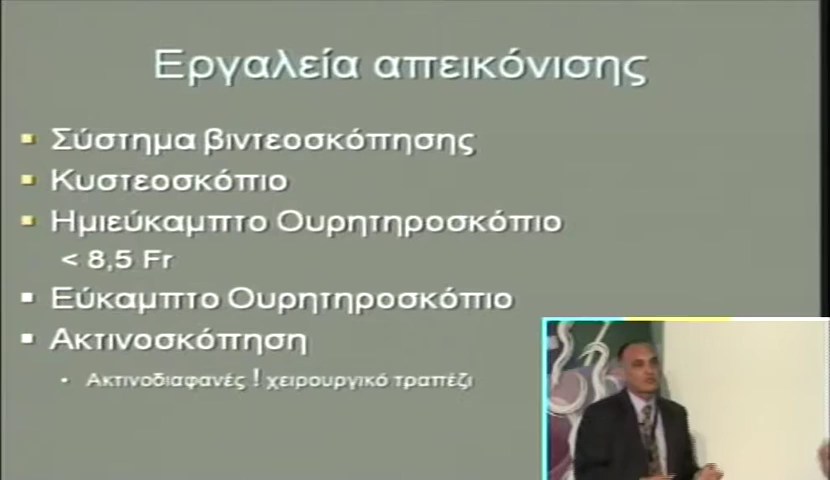 Εργαλεία απεικόνισης
▪ Σύστημα βιντεοσκόπησης
▪ Κυστεοσκόπιο
▪ Ημιεύκαμπτο Ουρητηροσκόπιο
< 8,5 Fr
▪ Εύκαμπτο Ουρητηροσκόπιο
▪ Ακτινοσκόπηση
• Ακτινοδιαφανές ! χειρουργικό τραπέζι